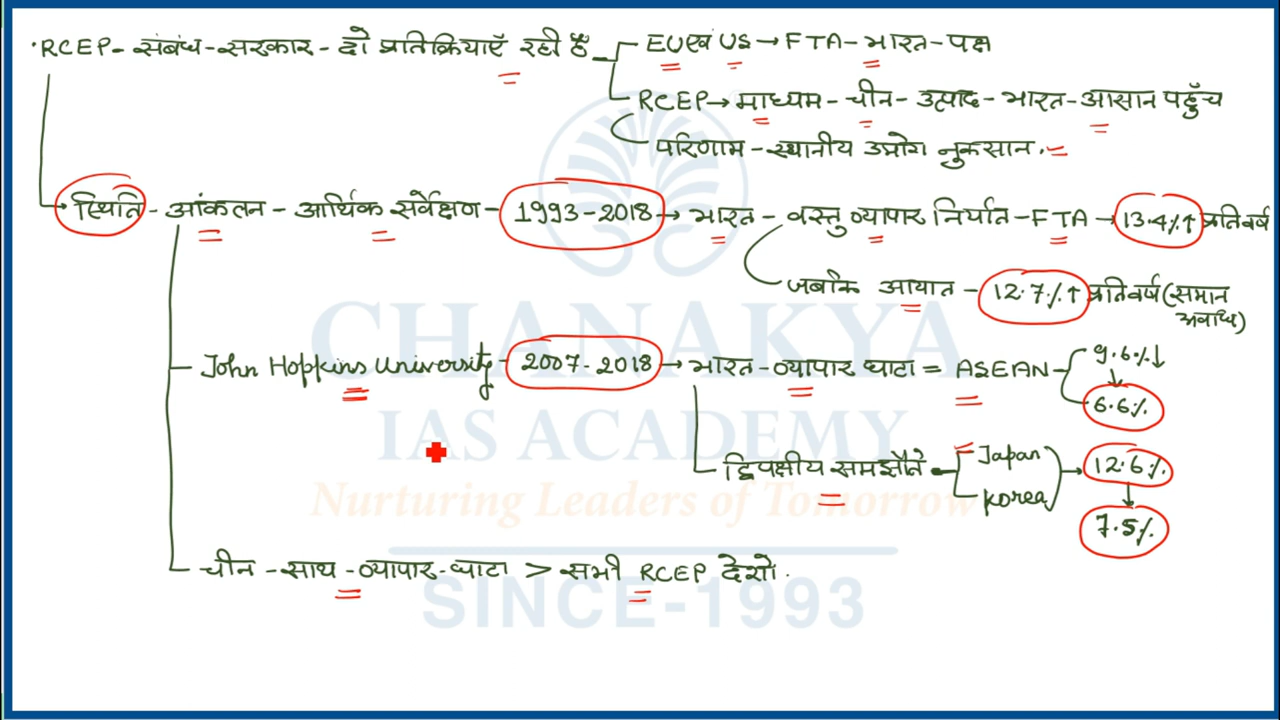 RCEP - संबंध - सरकार - दो प्रतिक्रियाएँ रही हैं
EU एवं US → FTA - भारत - पक्ष
RCEP → माध्यम - चीन - उत्पाद - भारत - आसान पहुँच
परिणाम - स्थानीय उद्योग नुकसान.
स्थिति - आंकलन - आर्थिक सर्वेक्षण - 1993-2018 → भारत - वस्तु व्यापार निर्यात - FTA → 13.4%↑ प्रतिवर्ष
जबकि आयात - 12.7%↑ प्रतिवर्ष (समान अवधि)
John Hopkins University - 2007-2018 → भारत - व्यापार घाटा = ASEAN
9.6%↓
6.6%
द्विपक्षीय समझौते - Japan Korea → 12.6%
7.5%
चीन - साथ - व्यापार - घाटा > सभी RCEP देशों.
CHANAKYA
IAS ACADEMY
Nurturing Leaders of Tomorrow
SINCE-1993